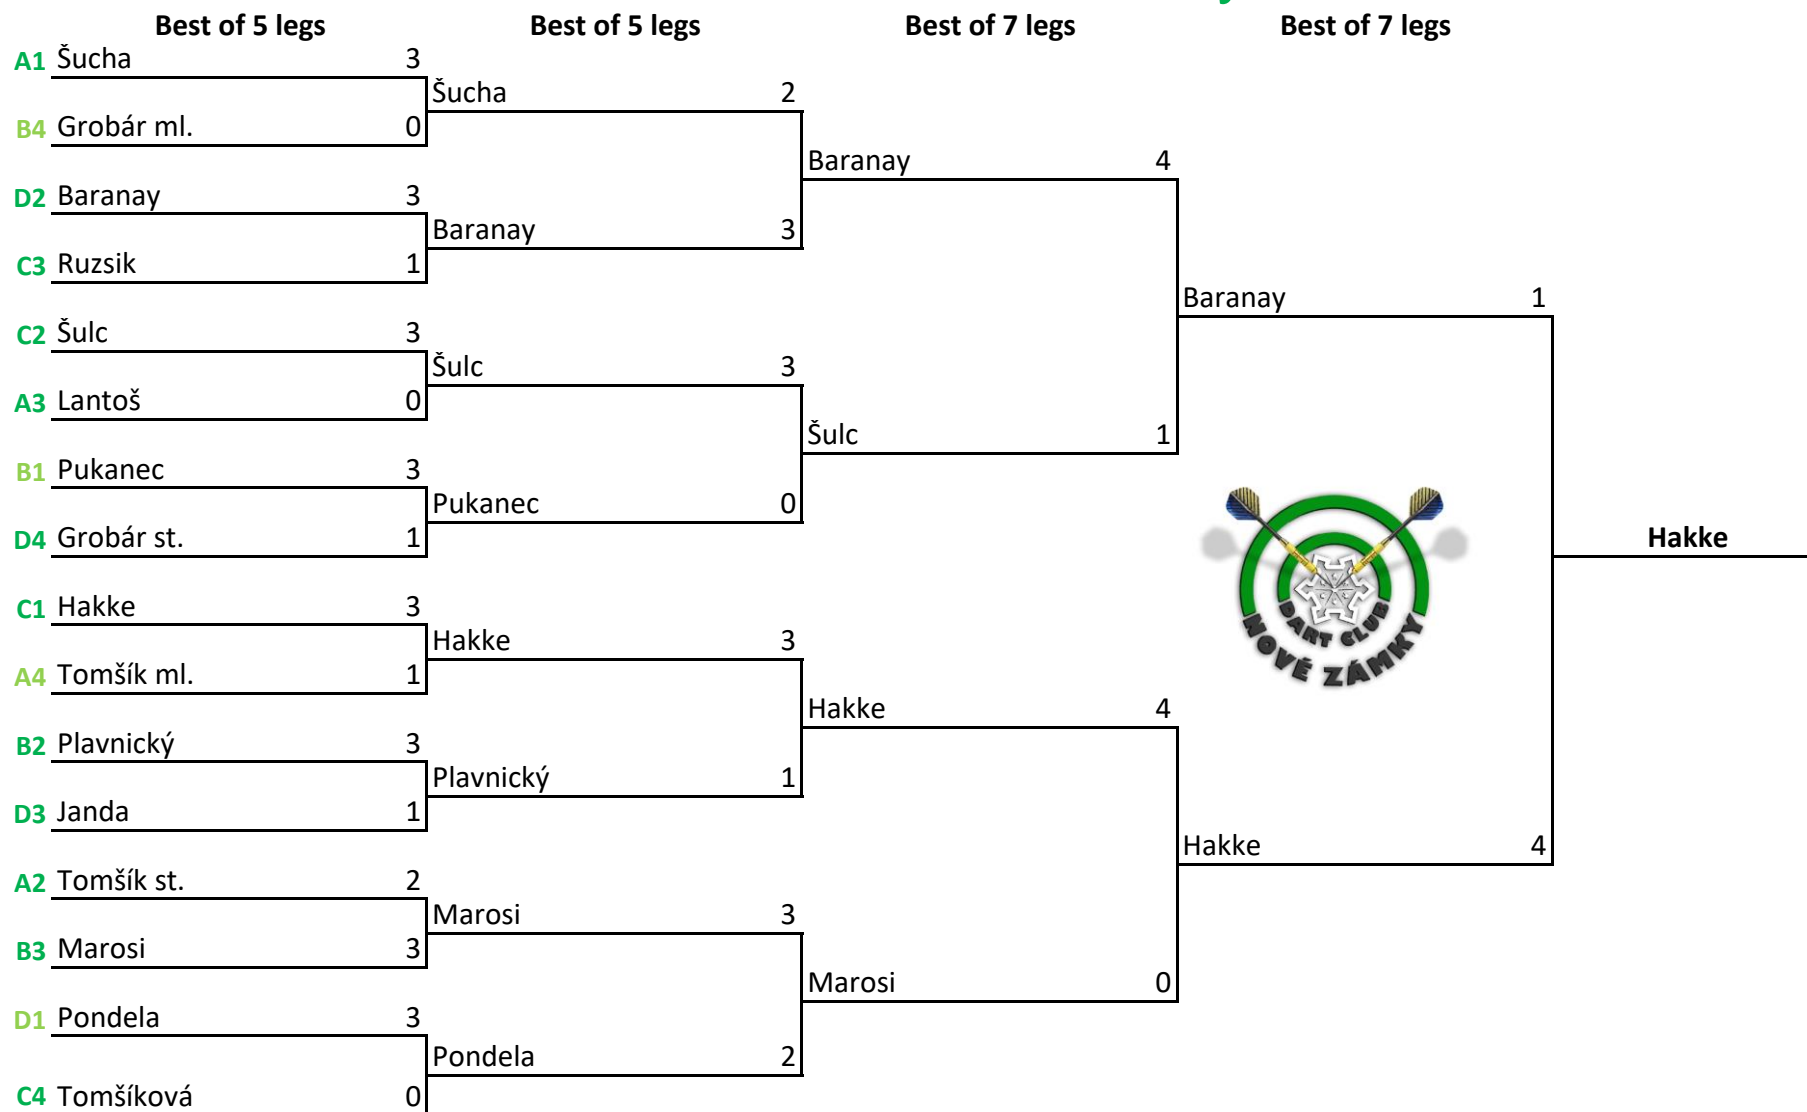 Best of 5 legs Best of 5 legs Best of 7 legs Best of 7 legs
A1 Šucha 3
Šucha 2
B4 Grobár ml. 0
Baranay 4
D2 Baranay 3
Baranay 3
C3 Ruzsik 1
Baranay 1
C2 Šulc 3
Šulc 3
A3 Lantoš 0
Šulc 1
B1 Pukanec 3
Pukanec 0
D4 Grobár st. 1
Hakke
C1 Hakke 3
DART CLUB
NOVÉ ZÁMKY
Hakke 3
A4 Tomšík ml. 1
Hakke 4
B2 Plavnický 3
Plavnický 1
D3 Janda 1
Hakke 4
A2 Tomšík st. 2
Marosi 3
B3 Marosi 3
Marosi 0
D1 Pondela 3
Pondela 2
C4 Tomšíková 0